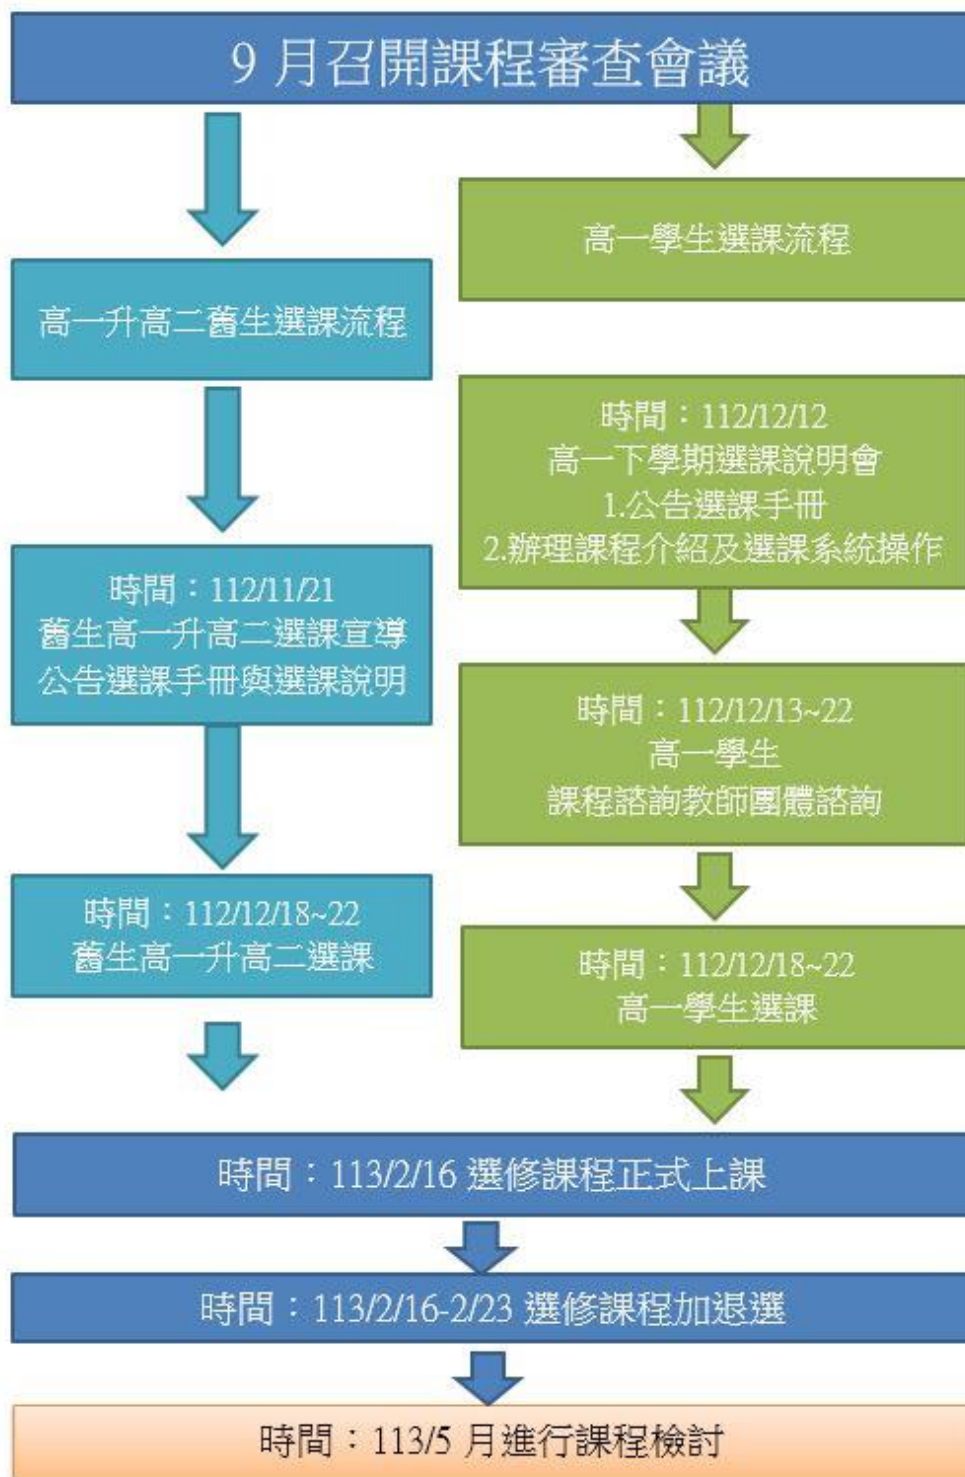 9 月召開課程審查會議
高一升高二舊生選課流程
時間：112/11/21
舊生高一升高二選課宣導
公告選課手冊與選課說明
時間：112/12/18~22
舊生高一升高二選課
高一學生選課流程
時間：112/12/12
高一下學期選課說明會
1.公告選課手冊
2.辦理課程介紹及選課系統操作
時間：112/12/13~22
高一學生
課程諮詢教師團體諮詢
時間：112/12/18~22
高一學生選課
時間：113/2/16 選修課程正式上課
時間：113/2/16-2/23 選修課程加退選
時間：113/5 月進行課程檢討